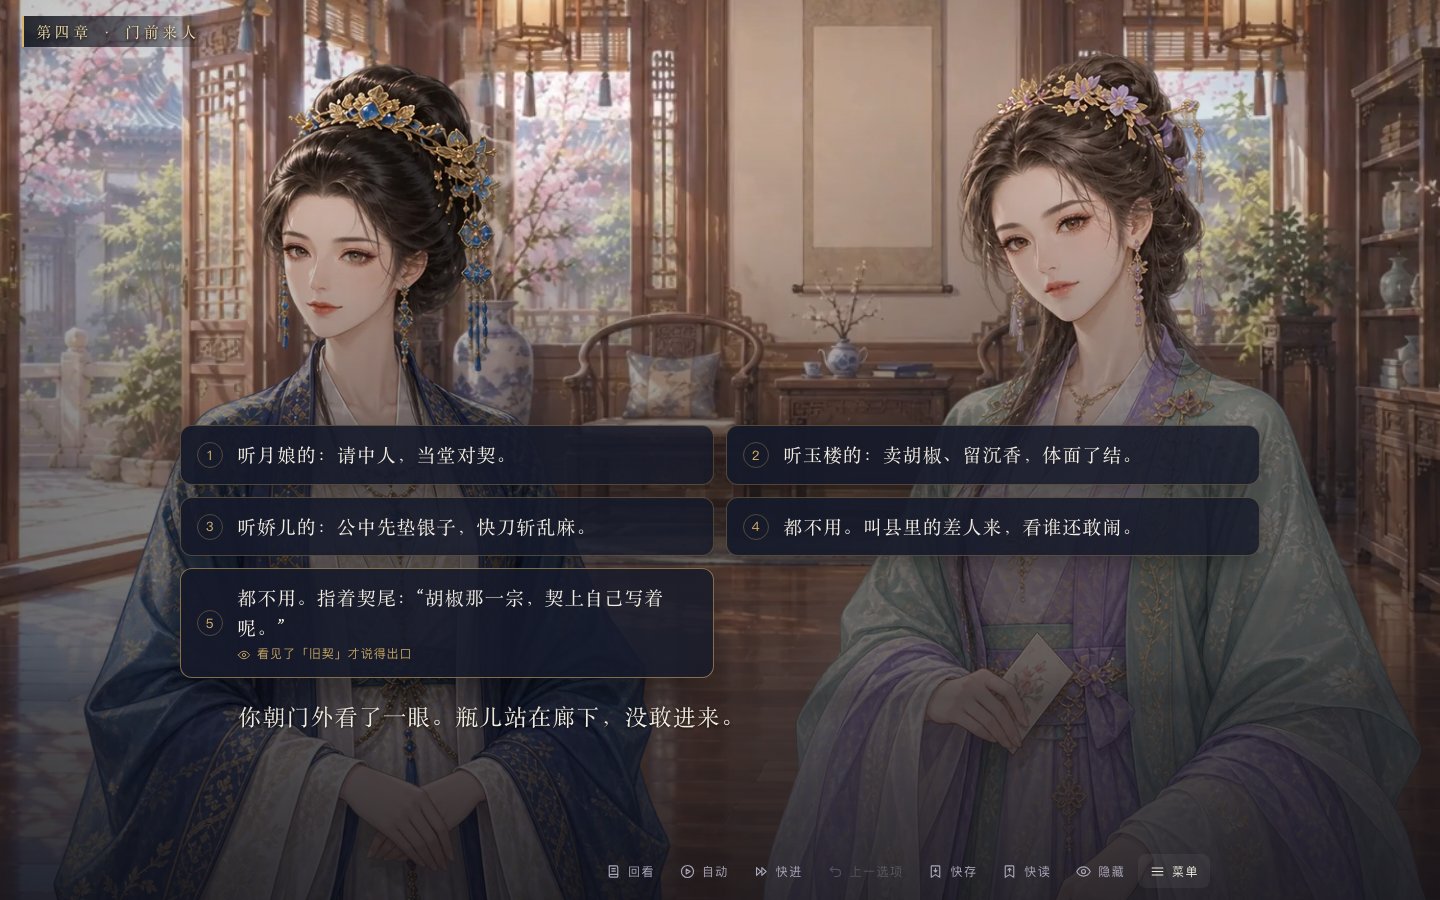 第四章 · 门前来人
1 听月娘的：请中人，当堂对契。
2 听玉楼的：卖胡椒、留沉香，体面了结。
3 听娇儿的：公中先垫银子，快刀斩乱麻。
4 都不用。叫县里的差人来，看谁还敢闹。
5 都不用。指着契尾：“胡椒那一宗，契上自己写着
呢。”
看见了「旧契」才说得出口
你朝门外看了一眼。瓶儿站在廊下，没敢进来。
回看 自动 快进 上一选项 快存 快读 隐藏 菜单